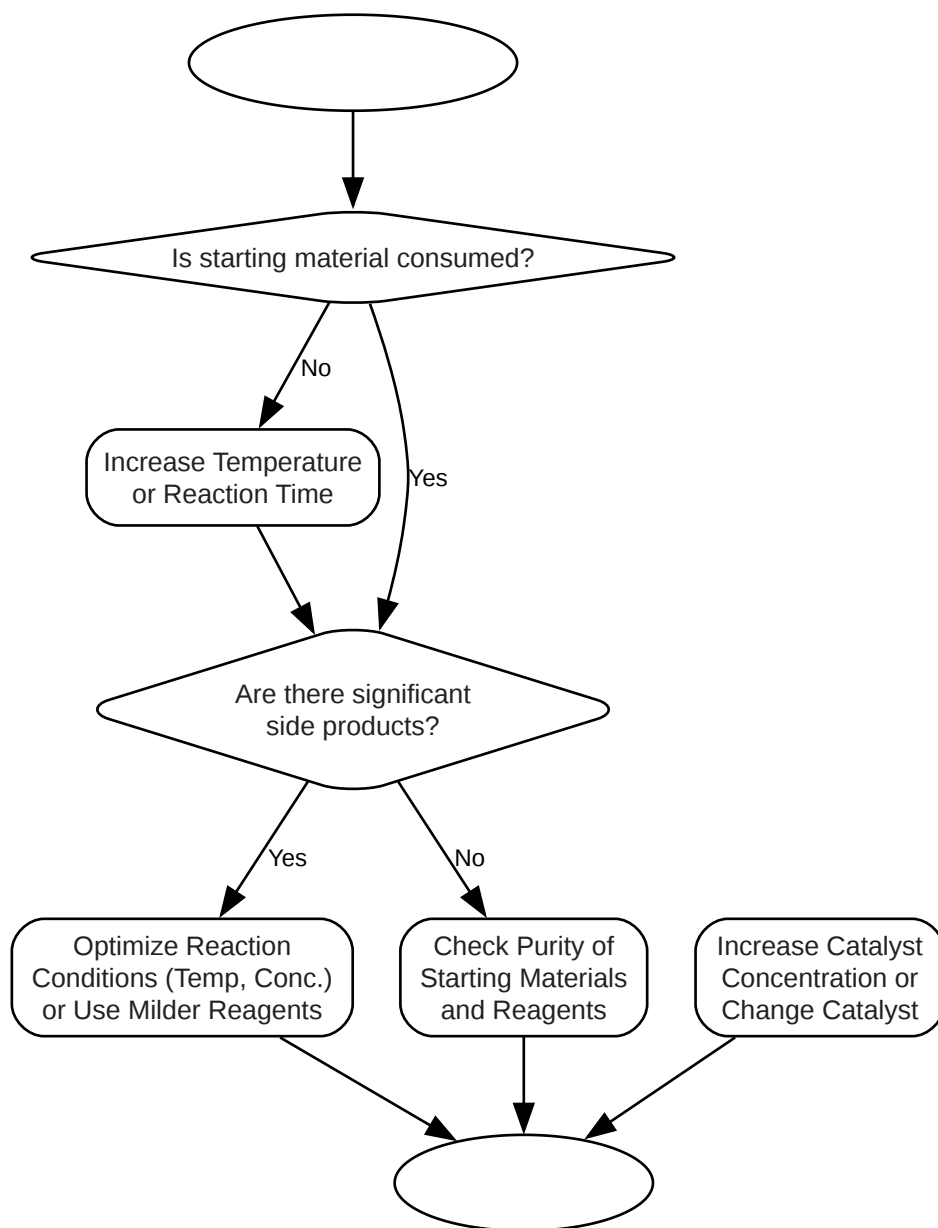 Is starting material consumed?
No
Increase Temperature
or Reaction Time
Yes
Are there significant
side products?
Yes
No
Optimize Reaction
Conditions (Temp, Conc.)
or Use Milder Reagents
Check Purity of
Starting Materials
and Reagents
Increase Catalyst
Concentration or
Change Catalyst